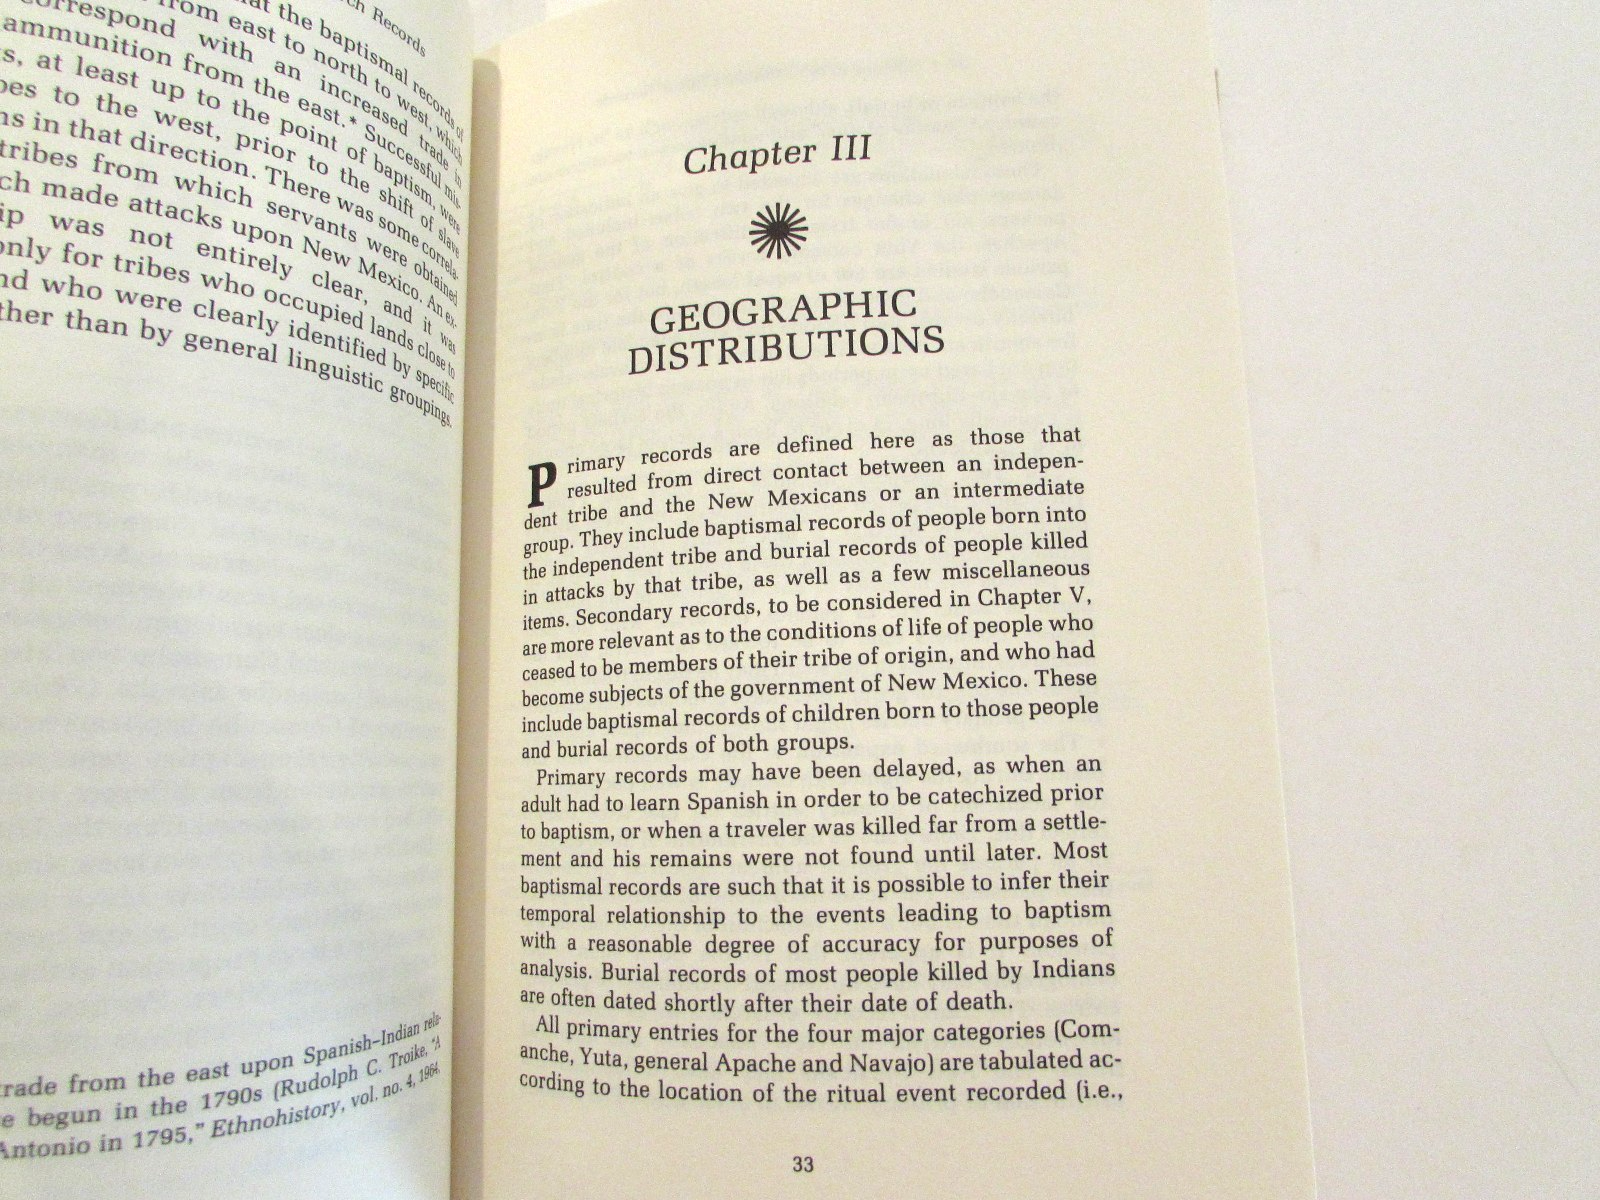 ch Records
at the baptismal records of
from east to north to west, which
correspond with an increased trade in
ammunition from the east.* Successful mis-
s, at least up to the point of baptism, were
bes to the west, prior to the shift of slave
ns in that direction. There was some correla-
tribes from which servants were obtained
ch made attacks upon New Mexico. An ex-
ip was not entirely clear, and it was
only for tribes who occupied lands close to
nd who were clearly identified by specific
ther than by general linguistic groupings.
trade from the east upon Spanish-Indian rela-
e begun in the 1790s (Rudolph C. Troike, "A
Antonio in 1795," Ethnohistory, vol. no. 4, 1964,
Chapter III
GEOGRAPHIC
DISTRIBUTIONS
Primary records are defined here as those that
resulted from direct contact between an indepen-
dent tribe and the New Mexicans or an intermediate
group. They include baptismal records of people born into
the independent tribe and burial records of people killed
in attacks by that tribe, as well as a few miscellaneous
items. Secondary records, to be considered in Chapter V,
are more relevant as to the conditions of life of people who
ceased to be members of their tribe of origin, and who had
become subjects of the government of New Mexico. These
include baptismal records of children born to those people
and burial records of both groups.
Primary records may have been delayed, as when an
adult had to learn Spanish in order to be catechized prior
to baptism, or when a traveler was killed far from a settle-
ment and his remains were not found until later. Most
baptismal records are such that it is possible to infer their
temporal relationship to the events leading to baptism
with a reasonable degree of accuracy for purposes of
analysis. Burial records of most people killed by Indians
are often dated shortly after their date of death.
All primary entries for the four major categories (Com-
anche, Yuta, general Apache and Navajo) are tabulated ac-
cording to the location of the ritual event recorded (i.e.,
33